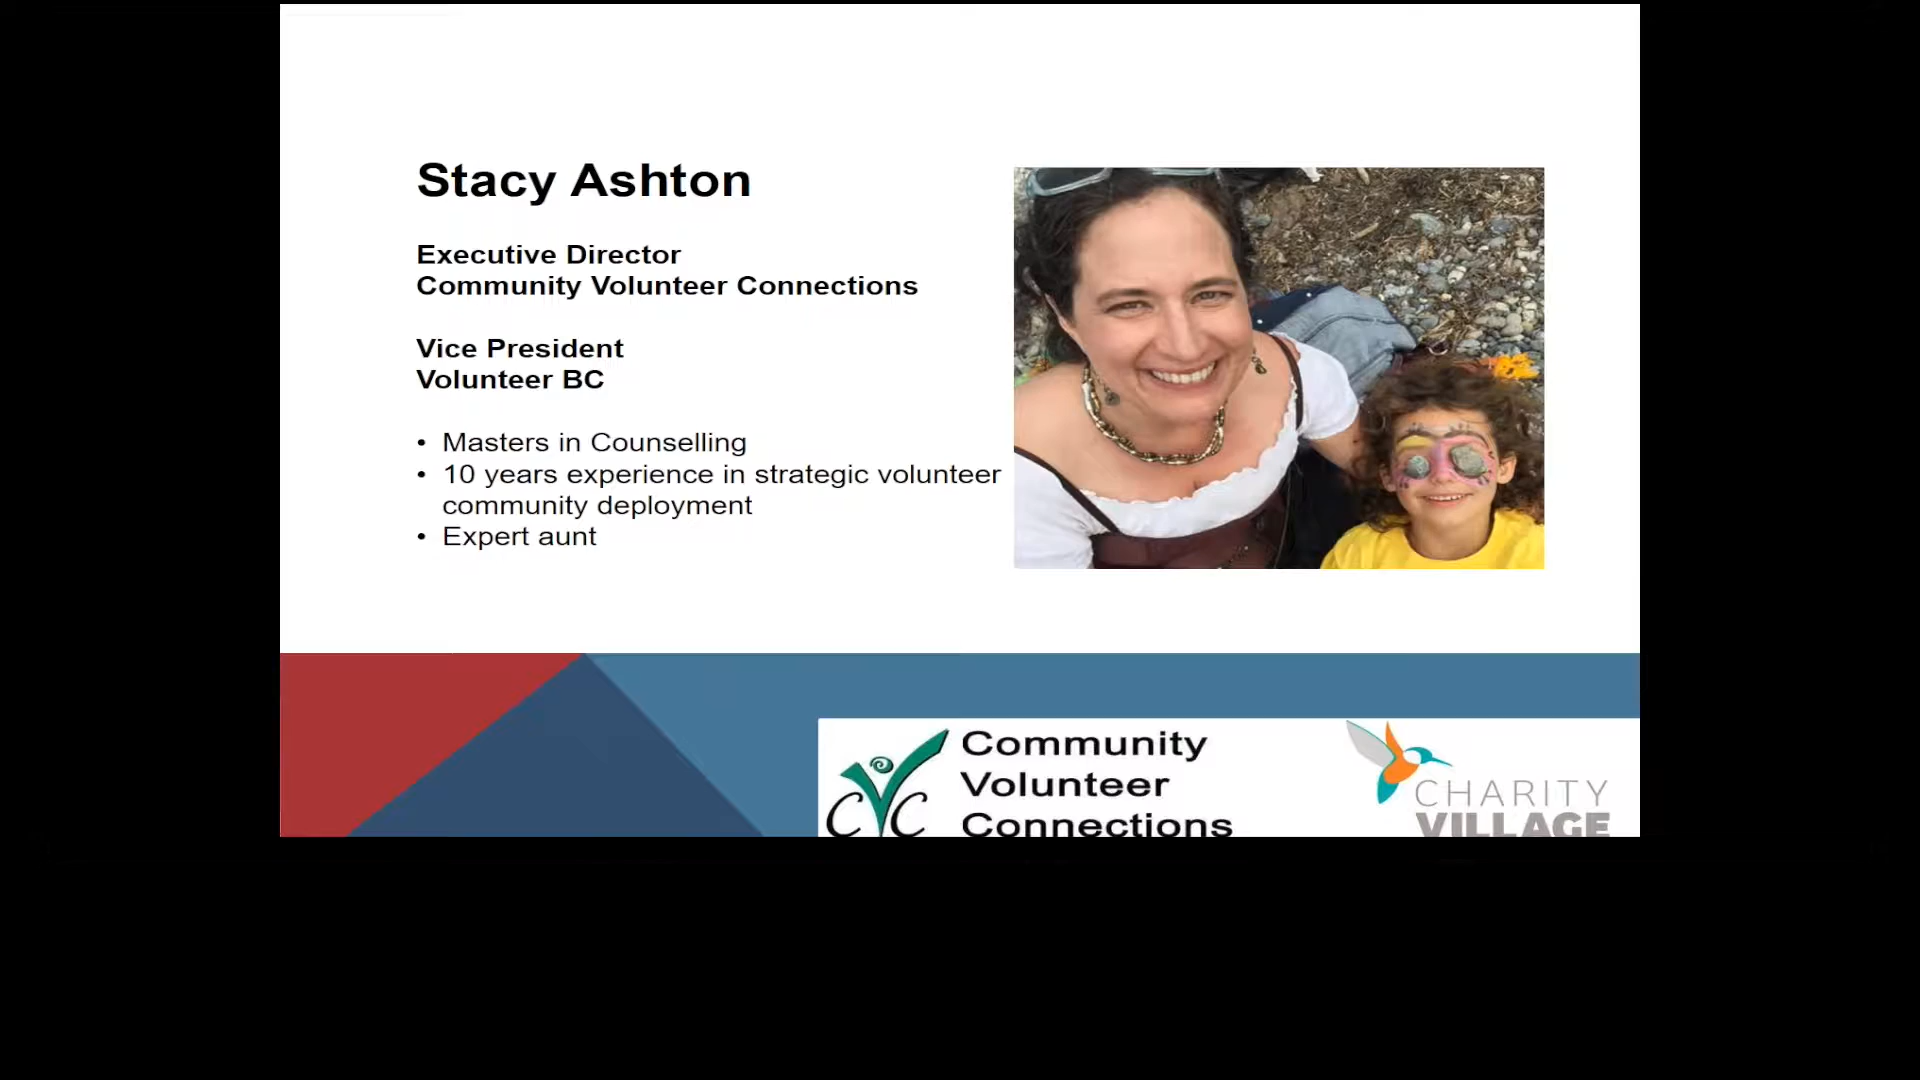 Stacy Ashton
Executive Director
Community Volunteer Connections
Vice President
Volunteer BC
• Masters in Counselling
• 10 years experience in strategic volunteer
community deployment
• Expert aunt
CVC
Community
Volunteer
Connections
CHARITY
VILLAGE